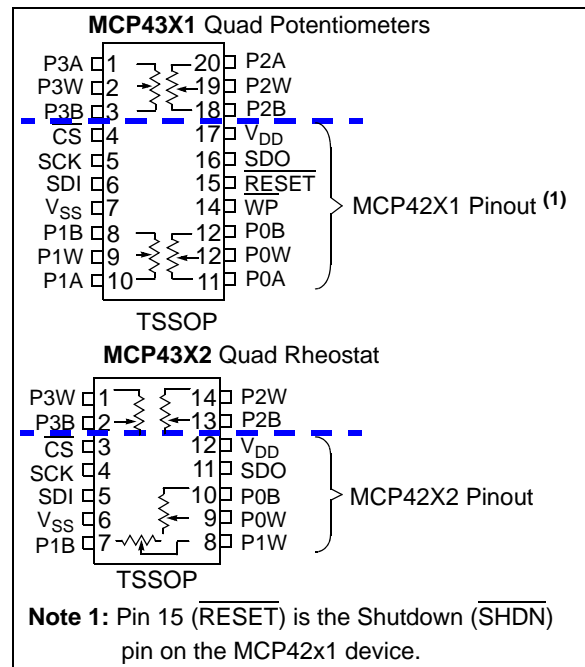 MCP43X1 Quad Potentiometers
P3A 1 20 P2A
P3W 2 19 P2W
P3B 3 18 P2B
CS 4 17 VDD
SCK 5 16 SDO
SDI 6 15 RESET
VSS 7 14 WP
P1B 8 12 P0B
P1W 9 12 P0W
P1A 10 11 P0A
MCP42X1 Pinout (1)
TSSOP
MCP43X2 Quad Rheostat
P3W 1 14 P2W
P3B 2 13 P2B
CS 3 12 VDD
SCK 4 11 SDO
SDI 5 10 P0B
VSS 6 9 P0W
P1B 7 8 P1W
MCP42X2 Pinout
TSSOP
Note 1: Pin 15 (RESET) is the Shutdown (SHDN)
pin on the MCP42x1 device.